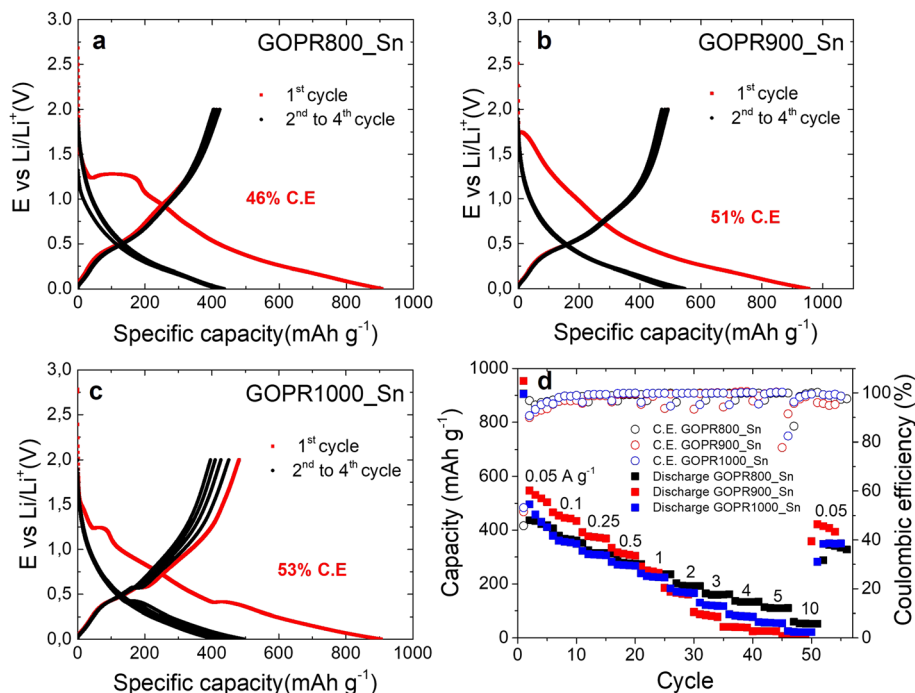 a
GOPR800_Sn
1st cycle
2nd to 4th cycle
46% C.E
E vs Li/Li+(V)
3,0
2,5
2,0
1,5
1,0
0,5
0,0
0 200 400 600 800 1000
Specific capacity(mAh g-1)
b
GOPR900_Sn
1st cycle
2nd to 4th cycle
51% C.E
E vs Li/Li+(V)
3,0
2,5
2,0
1,5
1,0
0,5
0,0
0 200 400 600 800 1000
Specific capacity(mAh g-1)
c
GOPR1000_Sn
1st cycle
2nd to 4th cycle
53% C.E
E vs Li/Li+(V)
3,0
2,5
2,0
1,5
1,0
0,5
0,0
0 200 400 600 800 1000
Specific capacity(mAh g-1)
d
C.E. GOPR800_Sn
C.E. GOPR900_Sn
C.E. GOPR1000_Sn
Discharge GOPR800_Sn
Discharge GOPR900_Sn
Discharge GOPR1000_Sn
0.05 A g-1
0.1
0.25
0.5
1
2
3
4
5
10
0.05
Capacity (mAh g-1)
1000
900
800
700
600
500
400
300
200
100
0
Coulombic efficiency (%)
100
80
60
40
20
0
0 10 20 30 40 50
Cycle